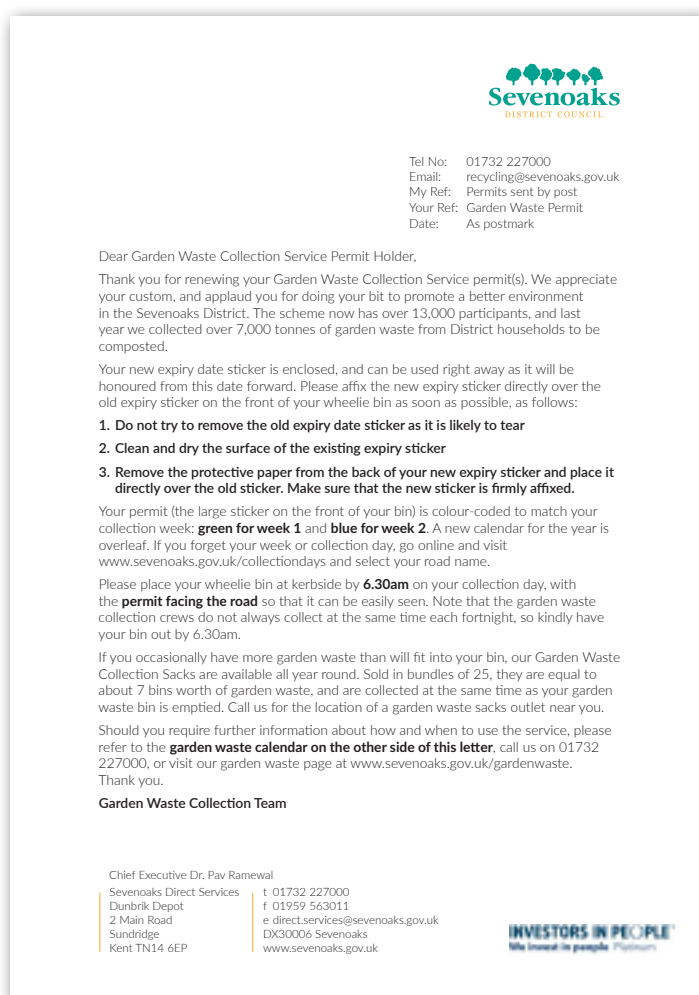 Sevenoaks
DISTRICT COUNCIL
Tel No: 01732 227000
Email: recycling@sevenoaks.gov.uk
My Ref: Permits sent by post
Your Ref: Garden Waste Permit
Date: As postmark
Dear Garden Waste Collection Service Permit Holder,
Thank you for renewing your Garden Waste Collection Service permit(s). We appreciate
your custom, and applaud you for doing your bit to promote a better environment
in the Sevenoaks District. The scheme now has over 13,000 participants, and last
year we collected over 7,000 tonnes of garden waste from District households to be
composted.
Your new expiry date sticker is enclosed, and can be used right away as it will be
honoured from this date forward. Please affix the new expiry sticker directly over the
old expiry sticker on the front of your wheelie bin as soon as possible, as follows:
1. Do not try to remove the old expiry date sticker as it is likely to tear
2. Clean and dry the surface of the existing expiry sticker
3. Remove the protective paper from the back of your new expiry sticker and place it
directly over the old sticker. Make sure that the new sticker is firmly affixed.
Your permit (the large sticker on the front of your bin) is colour-coded to match your
collection week: green for week 1 and blue for week 2. A new calendar for the year is
overleaf. If you forget your week or collection day, go online and visit
www.sevenoaks.gov.uk/collectiondays and select your road name.
Please place your wheelie bin at kerbside by 6.30am on your collection day, with
the permit facing the road so that it can be easily seen. Note that the garden waste
collection crews do not always collect at the same time each fortnight, so kindly have
your bin out by 6.30am.
If you occasionally have more garden waste than will fit into your bin, our Garden Waste
Collection Sacks are available all year round. Sold in bundles of 25, they are equal to
about 7 bins worth of garden waste, and are collected at the same time as your garden
waste bin is emptied. Call us for the location of a garden waste sacks outlet near you.
Should you require further information about how and when to use the service, please
refer to the garden waste calendar on the other side of this letter, call us on 01732
227000, or visit our garden waste page at www.sevenoaks.gov.uk/gardenwaste.
Thank you.
Garden Waste Collection Team
Chief Executive Dr. Pav Ramewal
Sevenoaks Direct Services
Dunbrik Depot
2 Main Road
Sundridge
Kent TN14 6EP
t 01732 227000
f 01959 563011
e direct.services@sevenoaks.gov.uk
DX30006 Sevenoaks
www.sevenoaks.gov.uk
INVESTORS IN PEOPLE
We invest in people Platinum